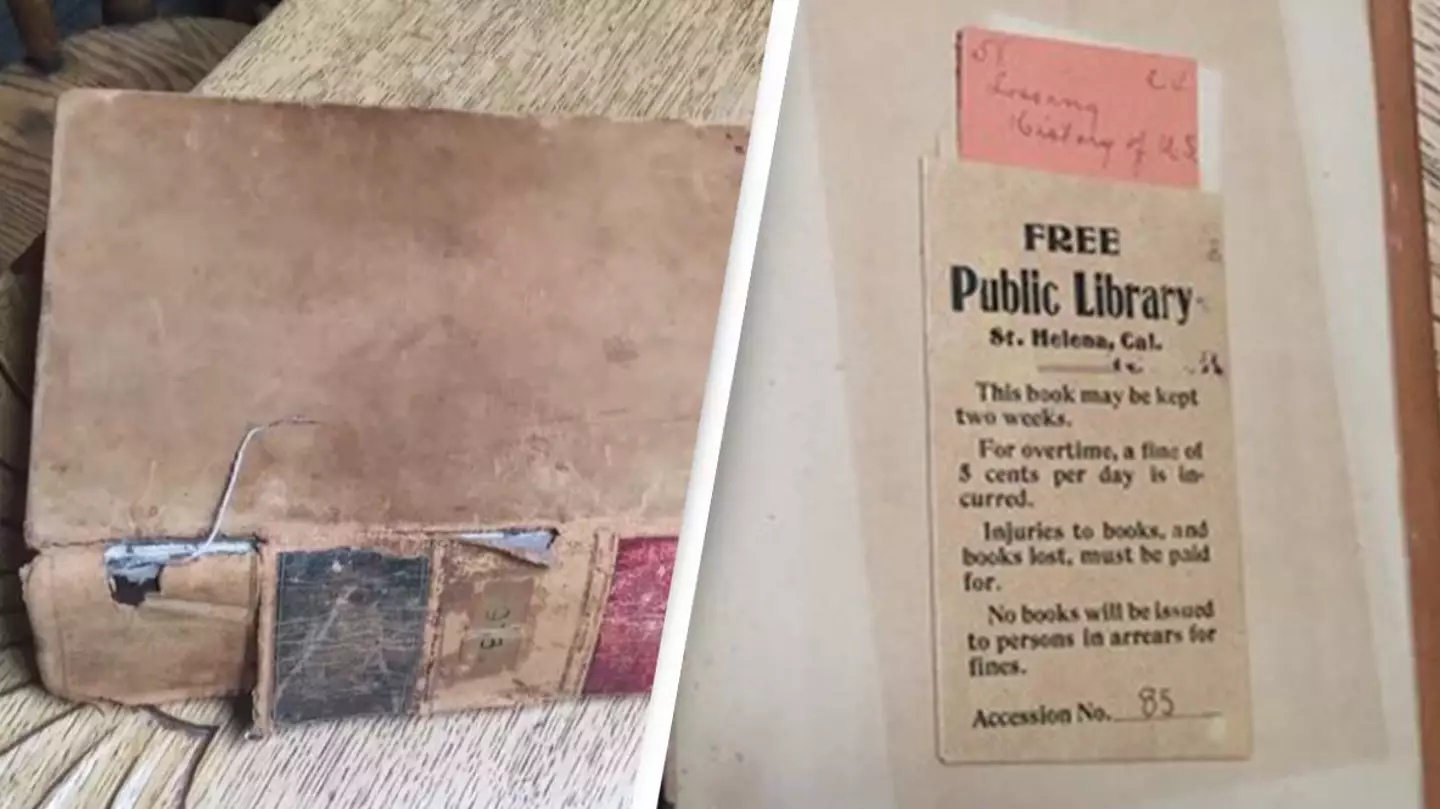 Lossing
History of U.S
FREE
Public Library
St. Helena, Cal.
This book may be kept
two weeks.
For overtime, a fine of
5 cents per day is in-
curred.
Injuries to books, and
books lost, must be paid
for.
No books will be issued
to persons in arrears for
fines.
Accession No. 85